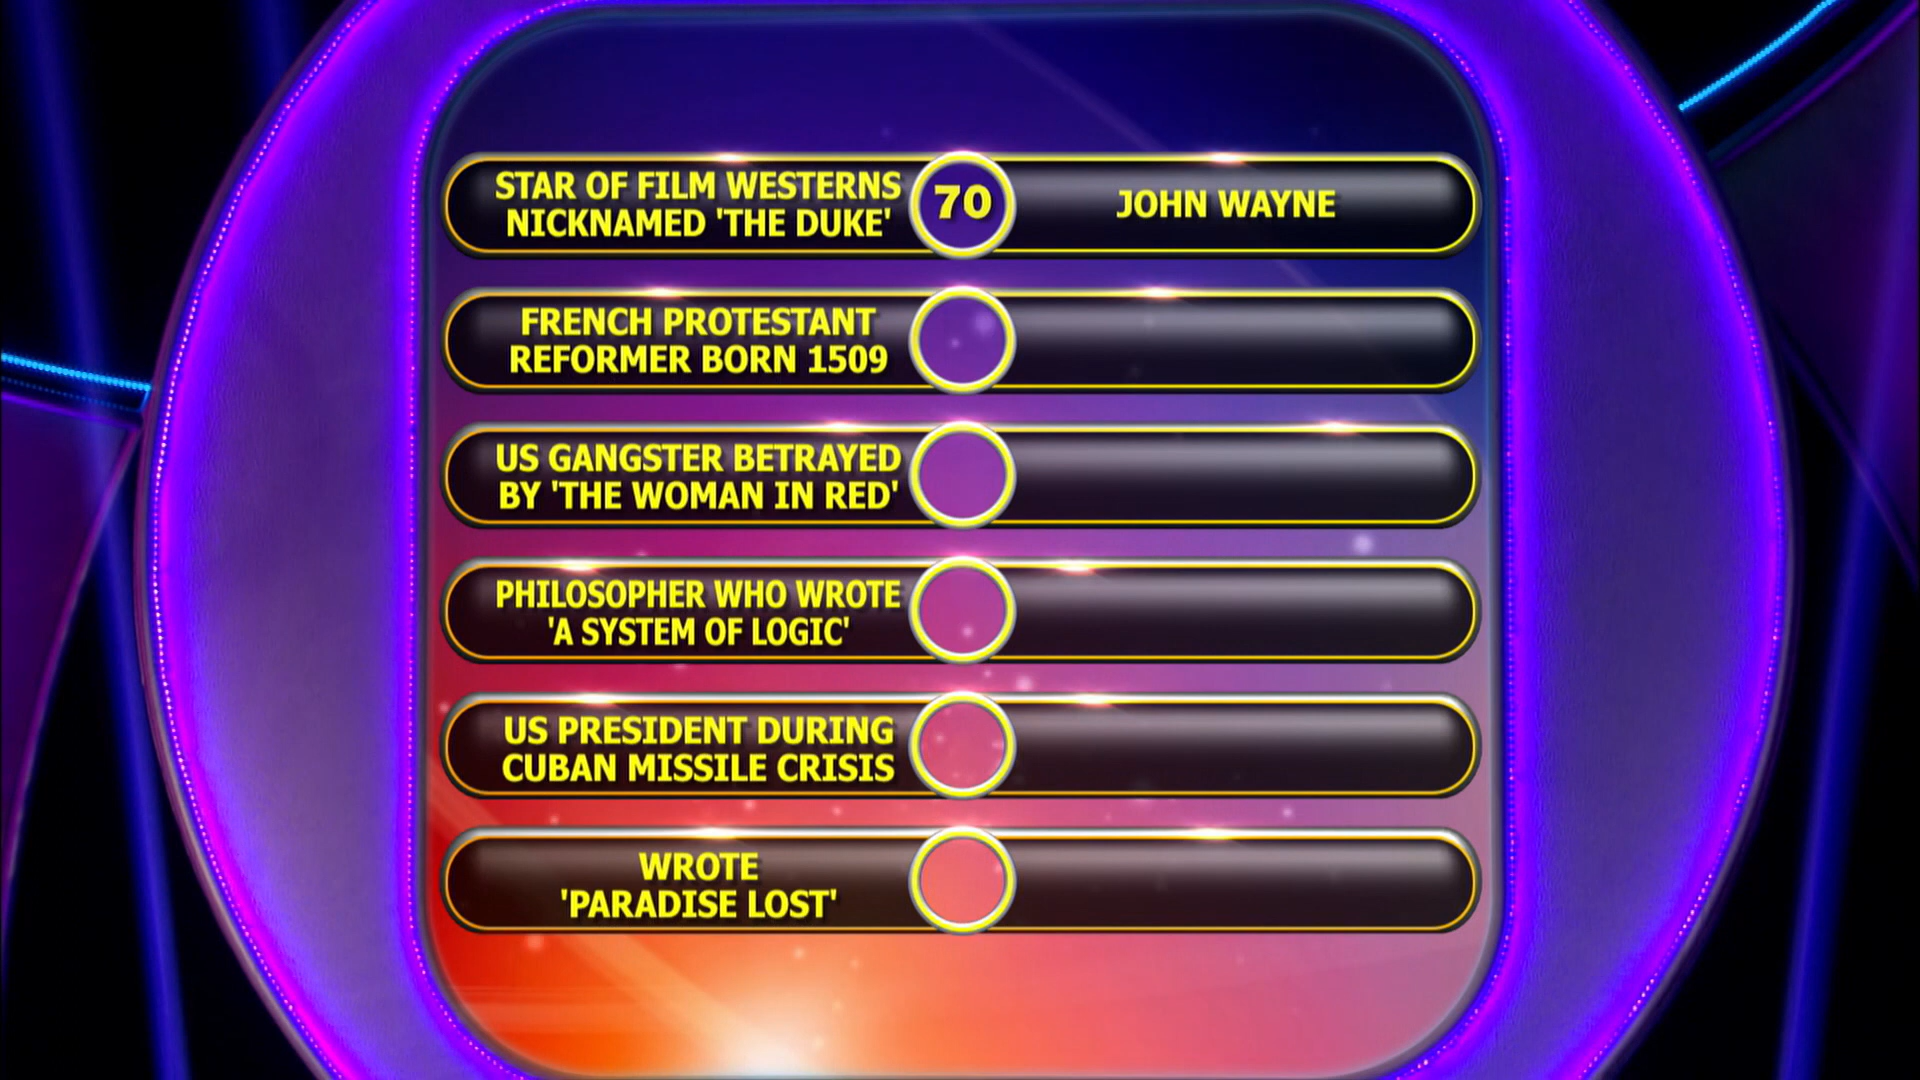 STAR OF FILM WESTERNS
NICKNAMED 'THE DUKE'
70
JOHN WAYNE
FRENCH PROTESTANT
REFORMER BORN 1509
US GANGSTER BETRAYED
BY 'THE WOMAN IN RED'
PHILOSOPHER WHO WROTE
'A SYSTEM OF LOGIC'
US PRESIDENT DURING
CUBAN MISSILE CRISIS
WROTE
'PARADISE LOST'